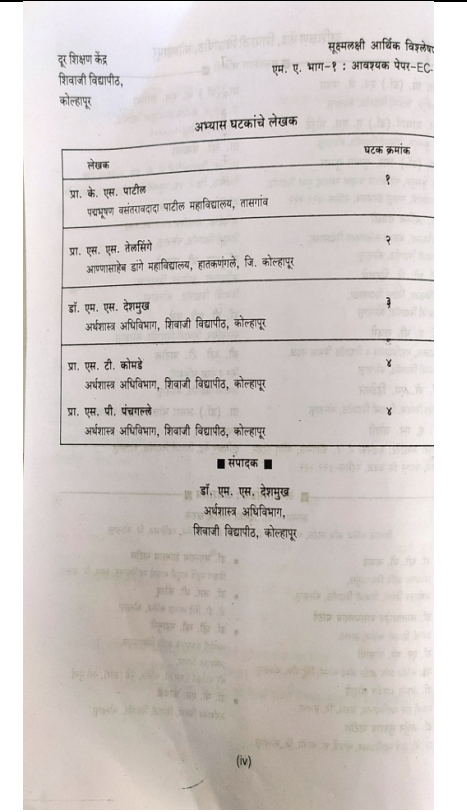 दूर शिक्षण केंद्र
शिवाजी विद्यापीठ,
कोल्हापूर
सूक्ष्मलक्षी आर्थिक
एम. ए. भाग-१ : आवश्यक पेपर-EC-
अभ्यास घटकांचे लेखक
लेखक
घटक क्रमांक
प्रा. के. एस. पाटील
१
पद्मभूषण वसंतरावदादा पाटील महाविद्यालय, तासगांव
प्रा. एस. एस. तेलसिंगे
२
आण्णासाहेब डांगे महाविद्यालय, हातकणंगले, जि. कोल्हापूर
डॉ. एम. एस. देशमुख
३
अर्थशास्त्र अधिविभाग, शिवाजी विद्यापीठ, कोल्हापूर
प्रा. एस. टी. कोमडे
४
अर्थशास्त्र अधिविभाग, शिवाजी विद्यापीठ, कोल्हापूर
प्रा. एस. पी. पंचगल्ले
४
अर्थशास्त्र अधिविभाग, शिवाजी विद्यापीठ, कोल्हापूर
■ संपादक ■
डॉ. एम. एस. देशमुख
अर्थशास्त्र अधिविभाग,
शिवाजी विद्यापीठ, कोल्हापूर
(iv)